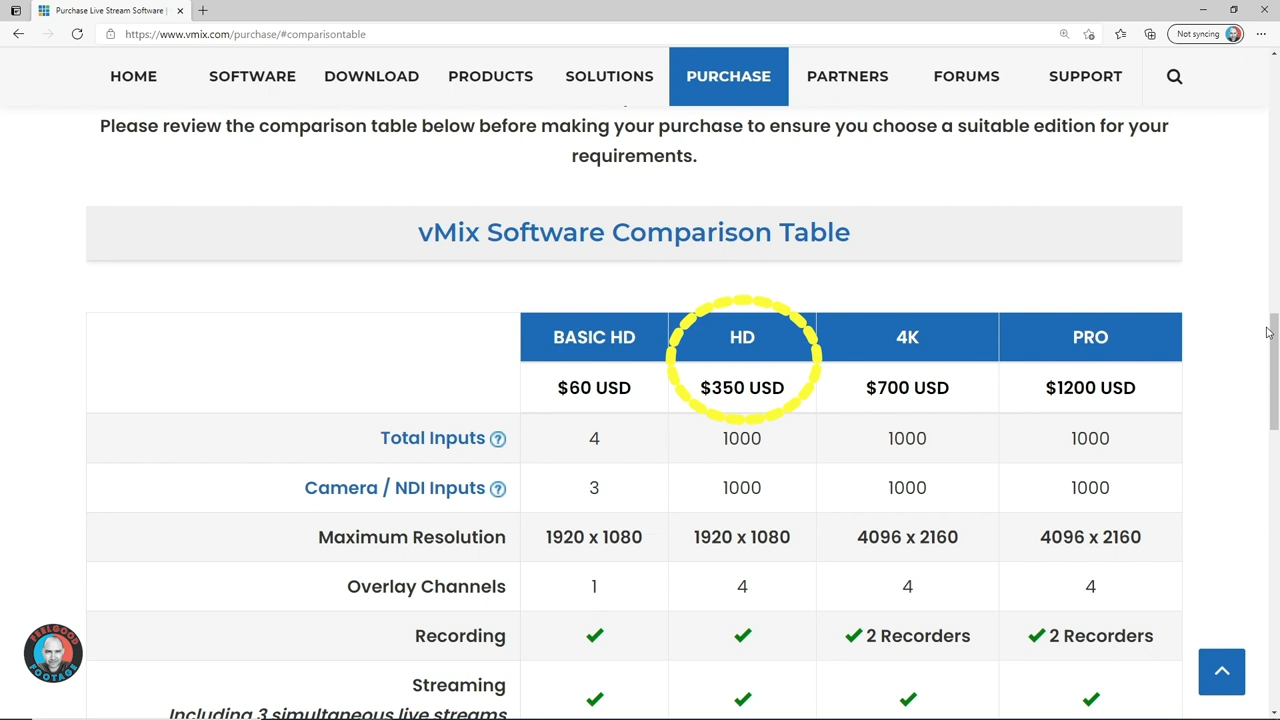 Purchase Live Stream Software |
https://www.vmix.com/purchase/#comparisontable
Not syncing
HOME SOFTWARE DOWNLOAD PRODUCTS SOLUTIONS PURCHASE PARTNERS FORUMS SUPPORT
Please review the comparison table below before making your purchase to ensure you choose a suitable edition for your
requirements.
vMix Software Comparison Table
BASIC HD HD 4K PRO
$60 USD $350 USD $700 USD $1200 USD
Total Inputs ? 4 1000 1000 1000
Camera / NDI Inputs ? 3 1000 1000 1000
Maximum Resolution 1920 x 1080 1920 x 1080 4096 x 2160 4096 x 2160
Overlay Channels 1 4 4 4
Recording ✔ ✔ ✔ 2 Recorders ✔ 2 Recorders
Streaming ✔ ✔ ✔ ✔
Including 3 simultaneous live streams
FEELGOOD
FOOTAGE